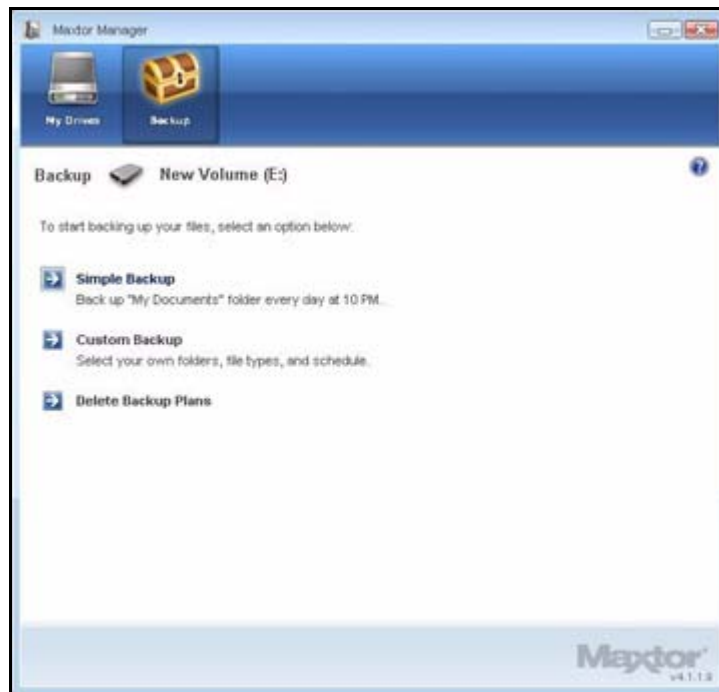 Maxtor Manager
My Drives
Backup
Backup New Volume (E:)
?
To start backing up your files, select an option below:
Simple Backup
Back up "My Documents" folder every day at 10 PM.
Custom Backup
Select your own folders, file types, and schedule.
Delete Backup Plans
Maxtor